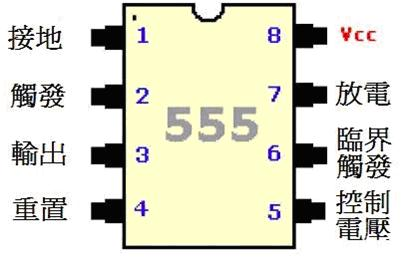 接地 1 8 Vcc
觸發 2 7 放電
555
輸出 3 6 臨界
觸發
重置 4 5 控制
電壓